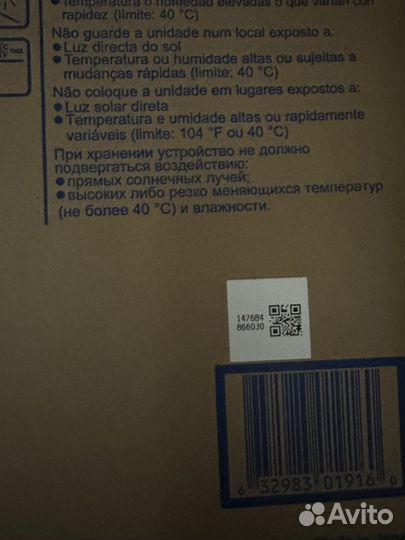 Temperatura o humedad elevadas o que varían con
rapidez (límite: 40 °C)
Não guarde a unidade num local exposto a:
●Luz directa do sol
●Temperatura ou humidade altas ou sujeitas a
mudanças rápidas (limite: 40 °C)
Não coloque a unidade em lugares expostos a:
●Luz solar direta
●Temperatura e umidade altas ou rapidamente
variáveis (limite: 104 °F ou 40 °C)
При хранении устройство не должно
подвергаться воздействию:
●прямых солнечных лучей;
●высоких либо резко меняющихся температур
(не более 40 °C) и влажности.
147684
866030
6 32983 01916 0
Avito